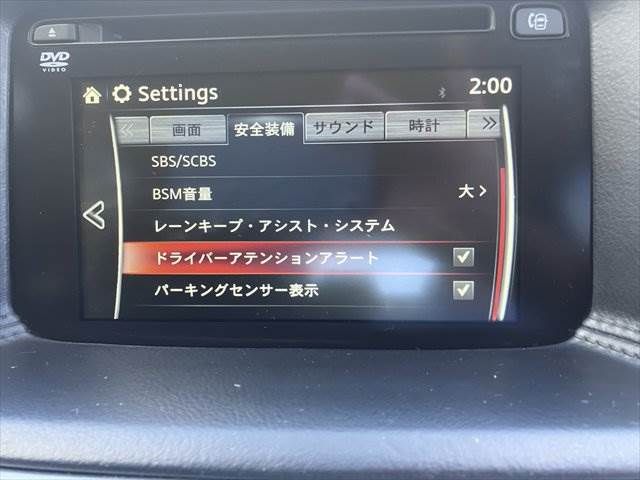 DVD
VIDEO
Settings 2:00
画面 安全装備 サウンド 時計
SBS/SCBS
BSM音量 大
レーンキープ・アシスト・システム
ドライバーアテンションアラート
パーキングセンサー表示